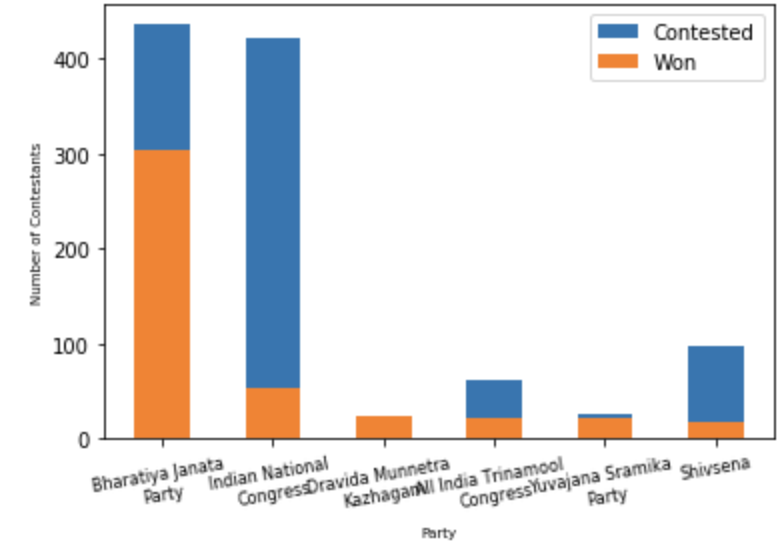 400
300
200
100
0
Number of Contestants
Contested
Won
Bharatiya Janata
Party
Indian National
Congress
Dravida Munnetra
Kazhagam
All India Trinamool
Congress
Yuvajana Sramika
Party
Shivsena
Party